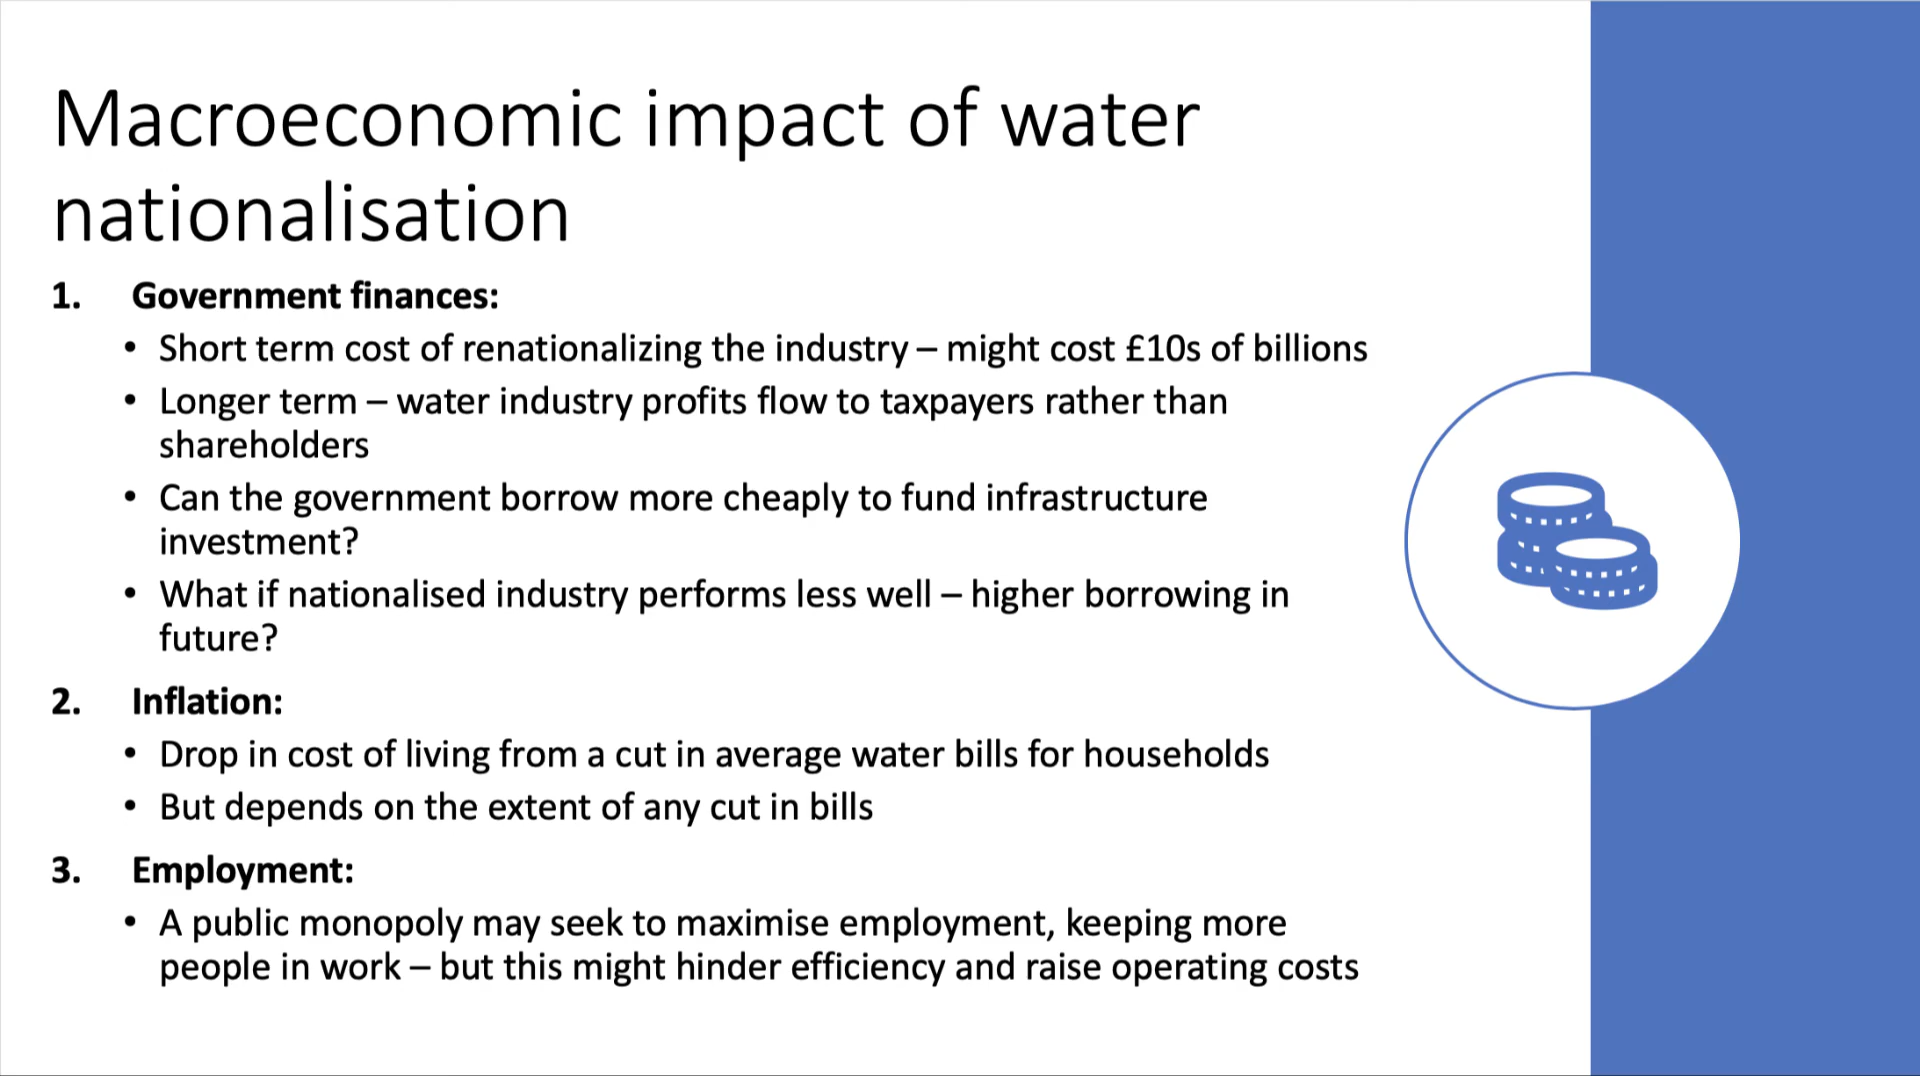 Macroeconomic impact of water
nationalisation
1. Government finances:
• Short term cost of renationalizing the industry – might cost £10s of billions
• Longer term – water industry profits flow to taxpayers rather than
shareholders
• Can the government borrow more cheaply to fund infrastructure
investment?
• What if nationalised industry performs less well – higher borrowing in
future?
2. Inflation:
• Drop in cost of living from a cut in average water bills for households
• But depends on the extent of any cut in bills
3. Employment:
• A public monopoly may seek to maximise employment, keeping more
people in work – but this might hinder efficiency and raise operating costs